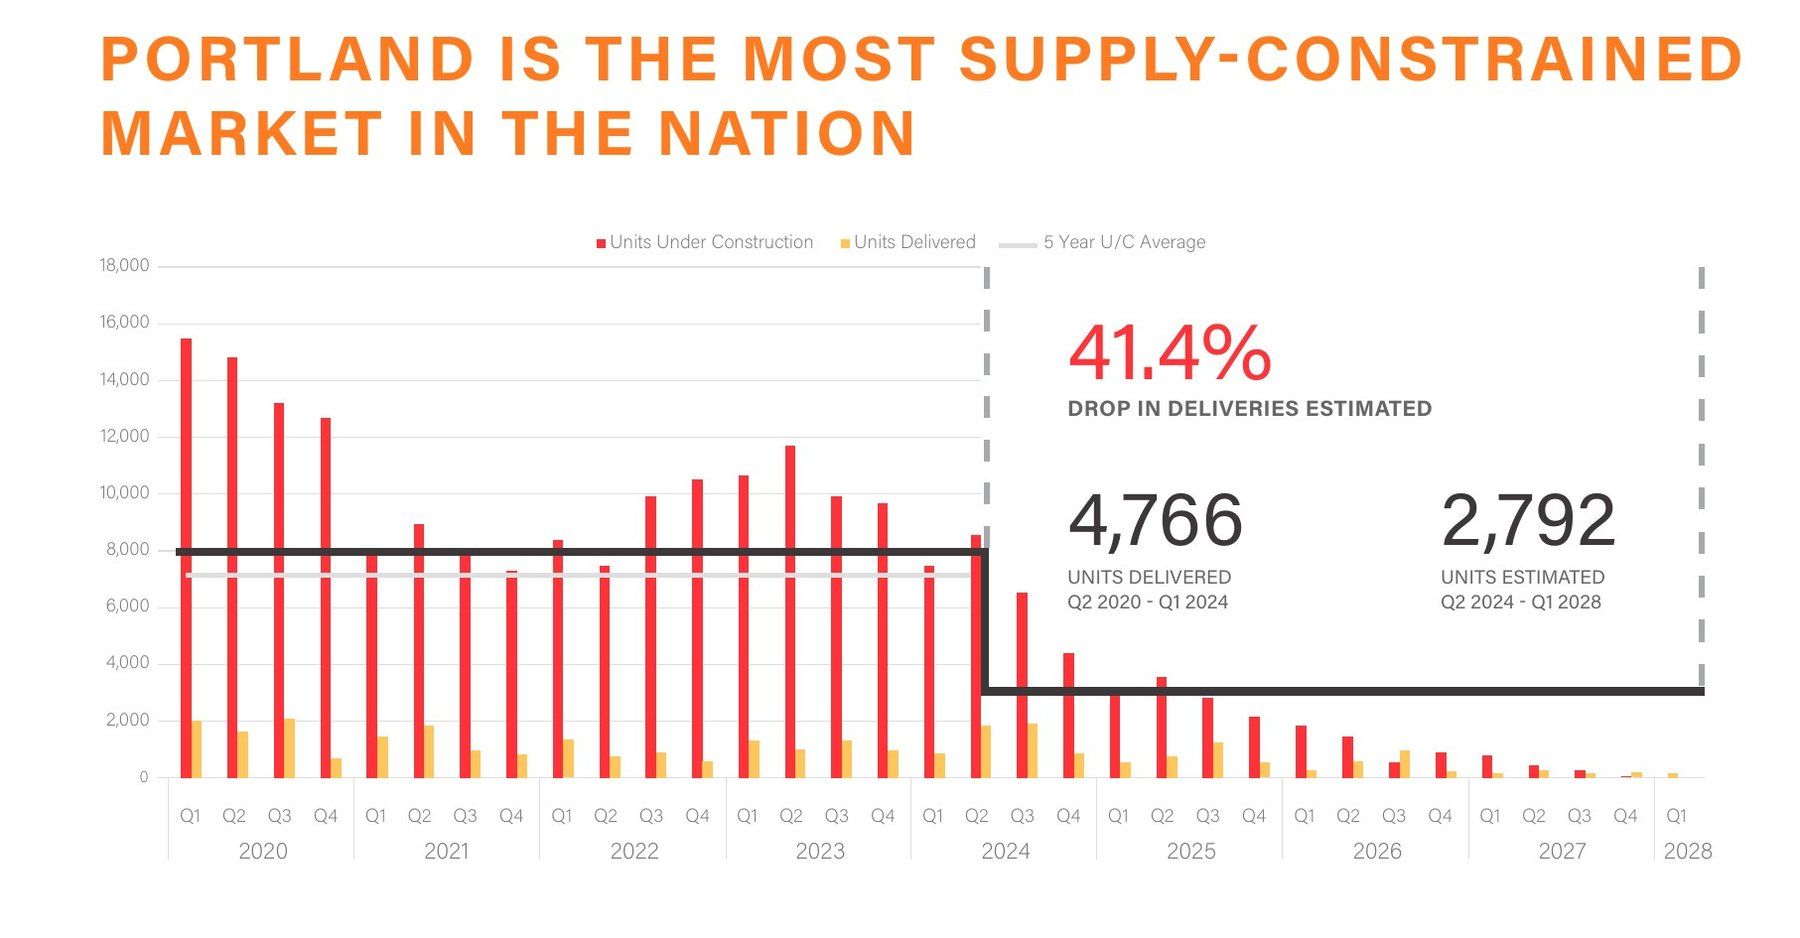 PORTLAND IS THE MOST SUPPLY-CONSTRAINED
MARKET IN THE NATION
Units Under Construction Units Delivered 5 Year U/C Average
18,000
16,000
14,000
12,000
10,000
8,000
6,000
4,000
2,000
0
41.4%
DROP IN DELIVERIES ESTIMATED
4,766
UNITS DELIVERED
Q2 2020 - Q1 2024
2,792
UNITS ESTIMATED
Q2 2024 - Q1 2028
Q1 Q2 Q3 Q4 Q1 Q2 Q3 Q4 Q1 Q2 Q3 Q4 Q1 Q2 Q3 Q4 Q1 Q2 Q3 Q4 Q1 Q2 Q3 Q4 Q1 Q2 Q3 Q4 Q1 Q2 Q3 Q4 Q1
2020 2021 2022 2023 2024 2025 2026 2027 2028